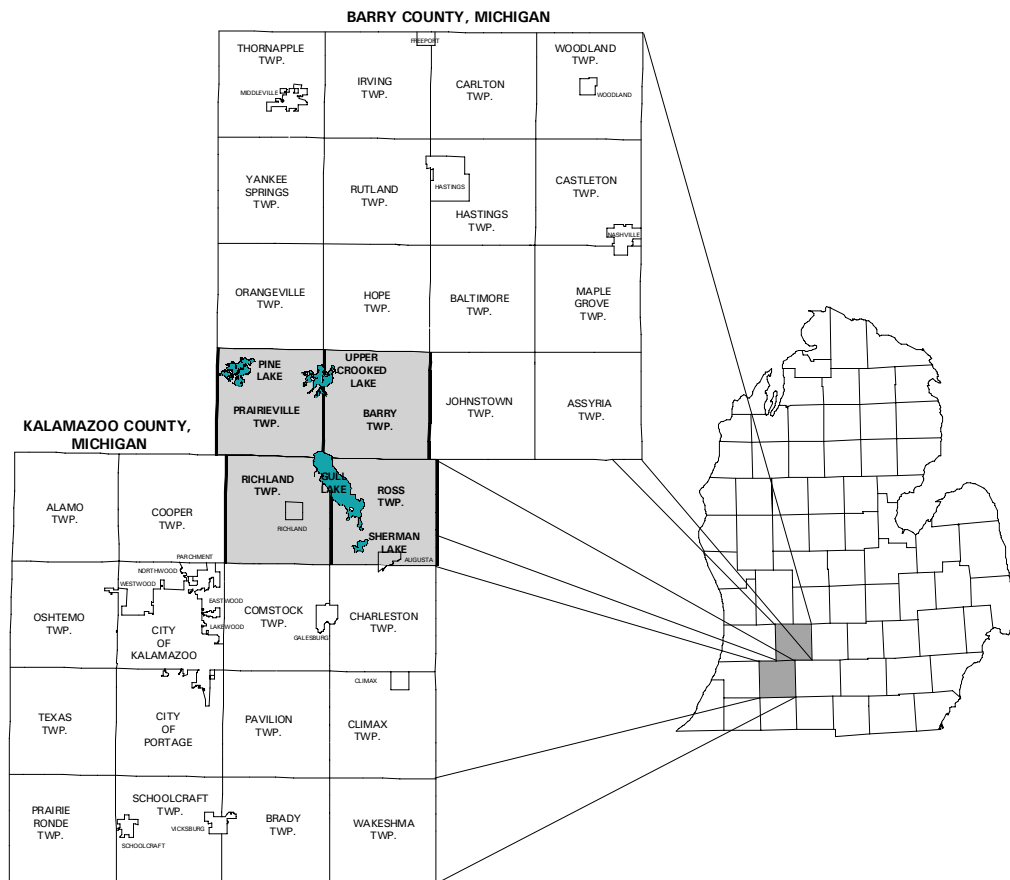 BARRY COUNTY, MICHIGAN
FREEPORT
THORNAPPLE
TWP.
MIDDLEVILLE
IRVING
TWP.
CARLTON
TWP.
WOODLAND
TWP.
WOODLAND
YANKEE
SPRINGS
TWP.
RUTLAND
TWP.
HASTINGS
HASTINGS
TWP.
CASTLETON
TWP.
NASHVILLE
ORANGEVILLE
TWP.
HOPE
TWP.
BALTIMORE
TWP.
MAPLE
GROVE
TWP.
PINE
LAKE
UPPER
CROOKED
LAKE
PRAIRIEVILLE
TWP.
BARRY
TWP.
JOHNSTOWN
TWP.
ASSYRIA
TWP.
KALAMAZOO COUNTY,
MICHIGAN
ALAMO
TWP.
COOPER
TWP.
RICHLAND
TWP.
RICHLAND
GULL
LAKE
ROSS
TWP.
SHERMAN
LAKE
AUGUSTA
PARCHMENT
NORTHWOOD
WESTWOOD
EASTWOOD
LAKEWOOD
OSHTEMO
TWP.
CITY
OF
KALAMAZOO
COMSTOCK
TWP.
GALESBURG
CHARLESTON
TWP.
TEXAS
TWP.
CITY
OF
PORTAGE
PAVILION
TWP.
CLIMAX
CLIMAX
TWP.
PRAIRIE
RONDE
TWP.
SCHOOLCRAFT
TWP.
SCHOOLCRAFT
VICKSBURG
BRADY
TWP.
WAKESHMA
TWP.